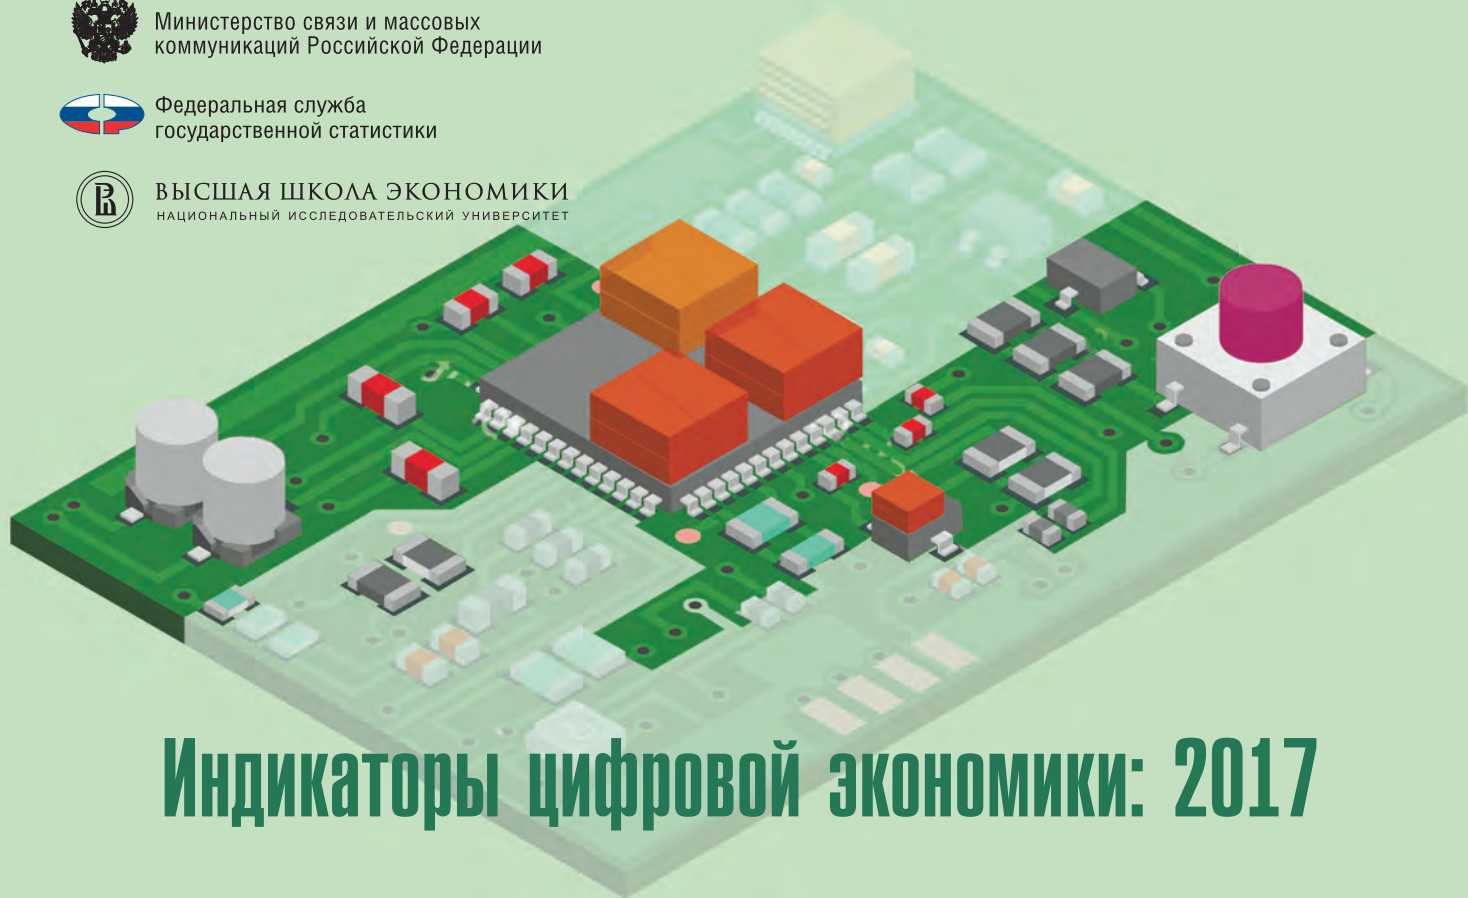 Министерство связи и массовых
коммуникаций Российской Федерации
Федеральная служба
государственной статистики
ВЫСШАЯ ШКОЛА ЭКОНОМИКИ
НАЦИОНАЛЬНЫЙ ИССЛЕДОВАТЕЛЬСКИЙ УНИВЕРСИТЕТ
Индикаторы цифровой экономики: 2017